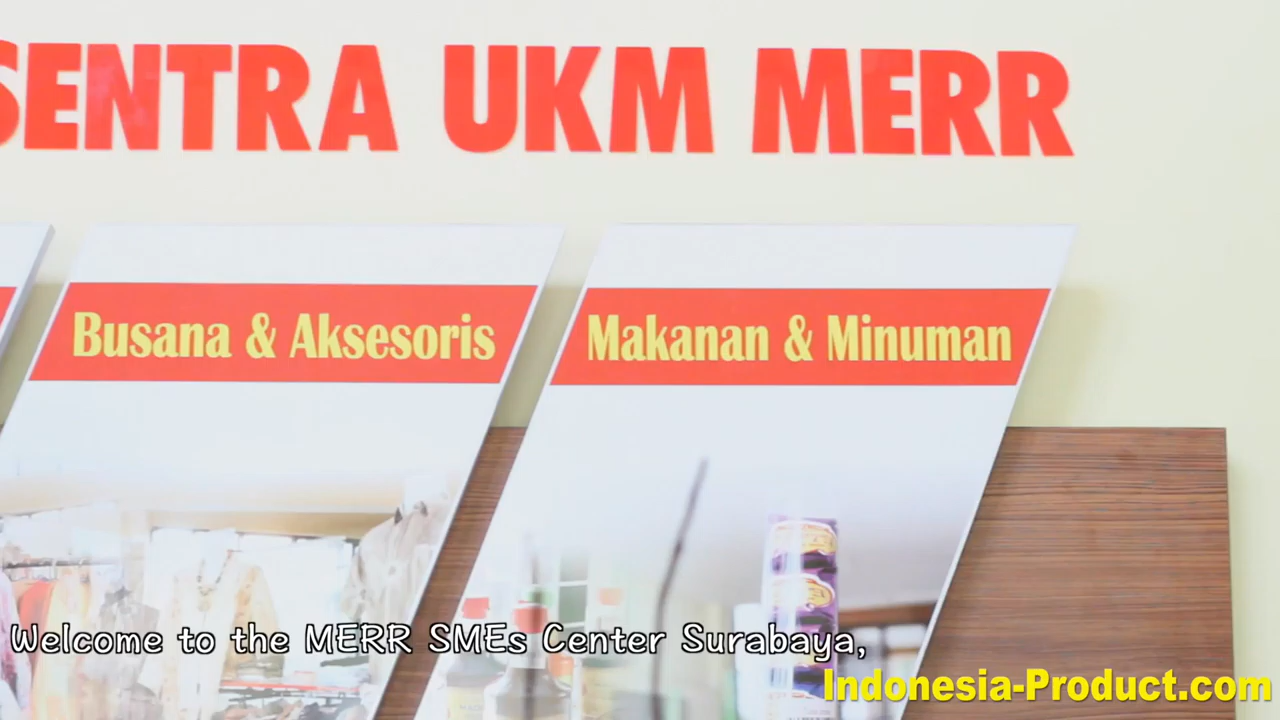 SENTRA UKM MERR
Busana & Aksesoris
Makanan & Minuman
Welcome to the MERR SMEs Center Surabaya,
Indonesia-Product.com